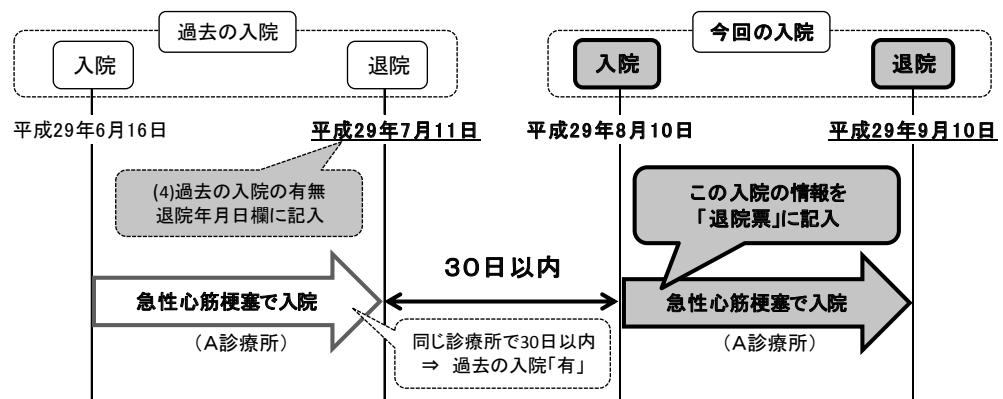 過去の入院
入院
退院
今回の入院
入院
退院
平成29年6月16日
平成29年7月11日
平成29年8月10日
平成29年9月10日
(4)過去の入院の有無
退院年月日欄に記入
この入院の情報を
「退院票」に記入
急性心筋梗塞で入院
(A診療所)
30日以内
同じ診療所で30日以内
⇒ 過去の入院「有」
急性心筋梗塞で入院
(A診療所)